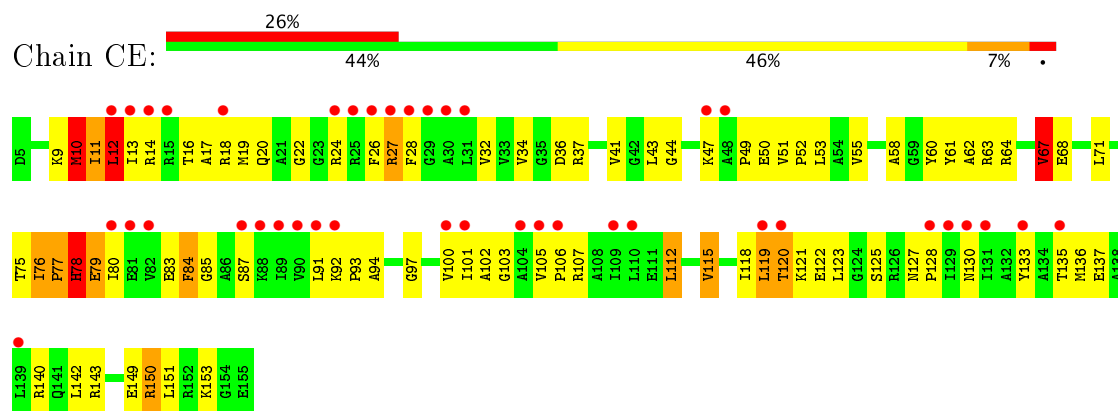 26%
Chain CE:
44% 46% 7% •
D5 K9 M10 I11 L12 I13 R14 R15 T16 A17 R18 M19 Q20 A21 G22 G23 R24 R25 F26 R27 F28 G29 A30 L31 V32 V33 V34 G35 D36 R37 V41 G42 L43 G44 K47 A48 P49 E50 V51 P52 L53 A54 V55 A58 G59 Y60 Y61 A62 R63 R64 V67 E68 L71
T75 I76 P77 H78 E79 I80 E81 V82 E83 F84 G85 A86 S87 K88 I89 V90 L91 K92 P93 A94 G97 V100 I101 A102 G103 A104 V105 P106 R107 A108 I109 L110 E111 L112 V115 I118 L119 T120 K121 E122 L123 G124 S125 R126 N127 P128 I129 N130 I131 A132 Y133 A134 T135 M136 E137 A138
L139 R140 Q141 L142 R143 E149 R150 L151 R152 K153 G154 E155